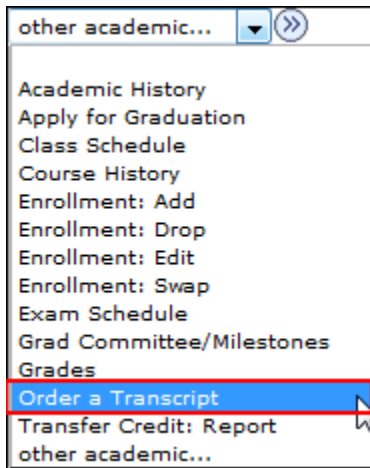 other academic...
Academic History
Apply for Graduation
Class Schedule
Course History
Enrollment: Add
Enrollment: Drop
Enrollment: Edit
Enrollment: Swap
Exam Schedule
Grad Committee/Milestones
Grades
Order a Transcript
Transfer Credit: Report
other academic...